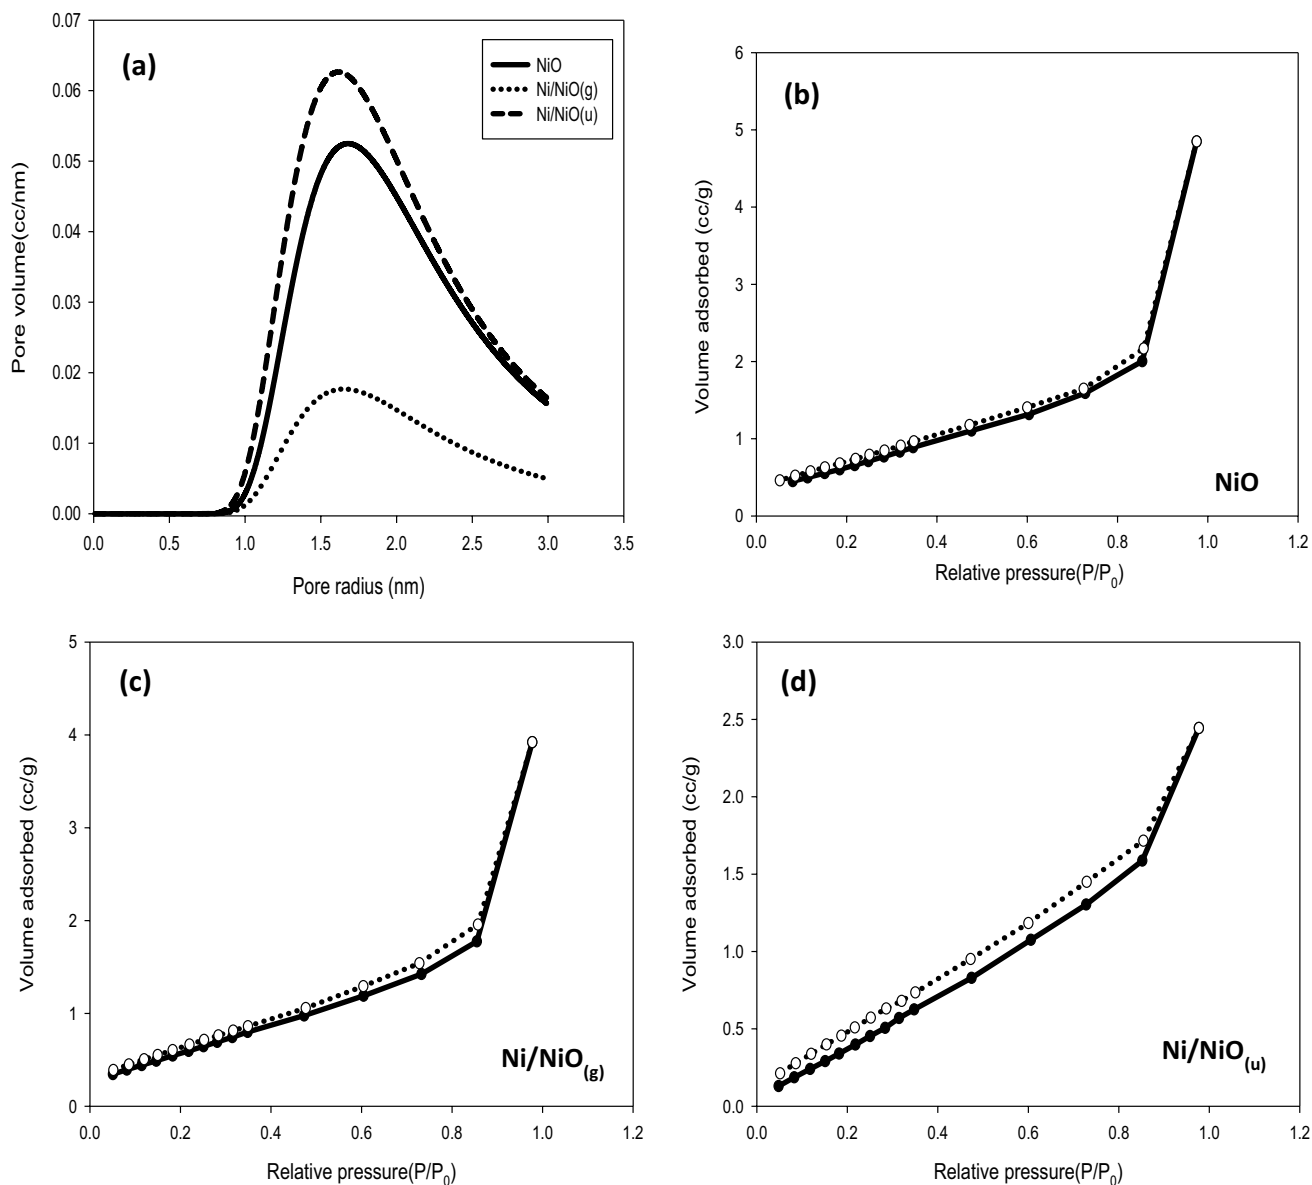 (a)
NiO
Ni/NiO(g)
Ni/NiO(u)
0.07
0.06
0.05
0.04
0.03
0.02
0.01
0.00
Pore volume(cc/nm)
0.0 0.5 1.0 1.5 2.0 2.5 3.0 3.5
Pore radius (nm)
(b)
6
5
4
3
2
1
0
Volume adsorbed (cc/g)
NiO
0.0 0.2 0.4 0.6 0.8 1.0 1.2
Relative pressure(P/P0)
(c)
5
4
3
2
1
0
Volume adsorbed (cc/g)
Ni/NiO(g)
0.0 0.2 0.4 0.6 0.8 1.0 1.2
Relative pressure(P/P0)
(d)
3.0
2.5
2.0
1.5
1.0
0.5
0.0
Volume adsorbed (cc/g)
Ni/NiO(u)
0.0 0.2 0.4 0.6 0.8 1.0 1.2
Relative pressure(P/P0)